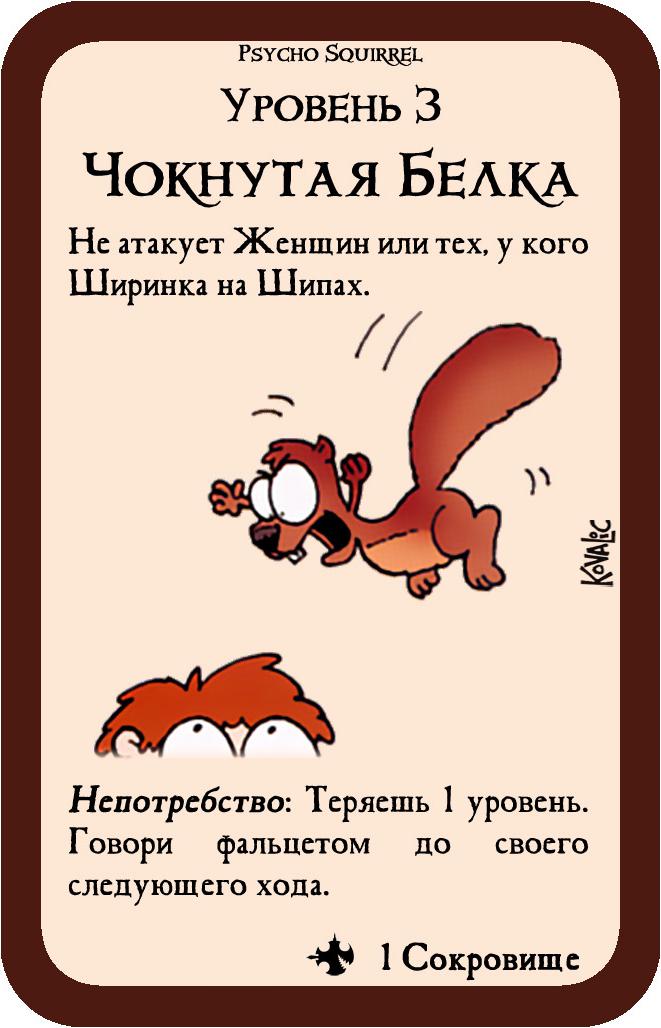 Psycho Squirrel
Уровень 3
Чокнутая Белка
Не атакует Женщин или тех, у кого
Ширинка на Шипах.
Kovalic
Непотребство: Теряешь 1 уровень.
Говори фальцетом до своего
следующего хода.
1 Сокровище